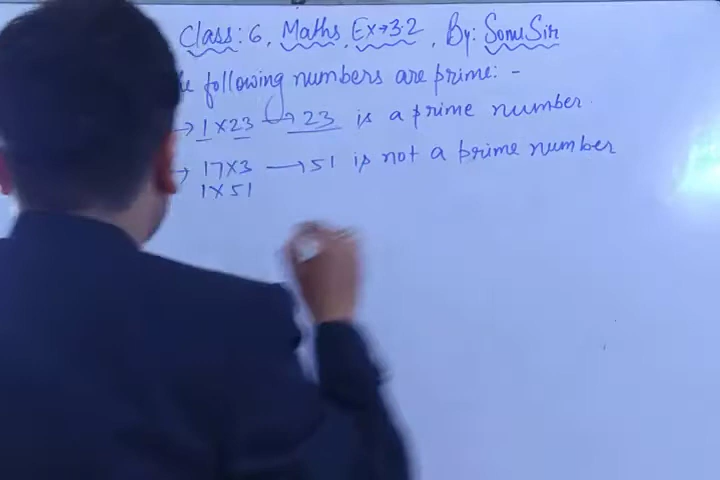 Class: 6, Maths, Ex→3.2, By: Sonu Sir
following numbers are prime: -
→ 1×23 → 23 is a prime number.
→ 17×3 → 51 is not a prime number
1×51